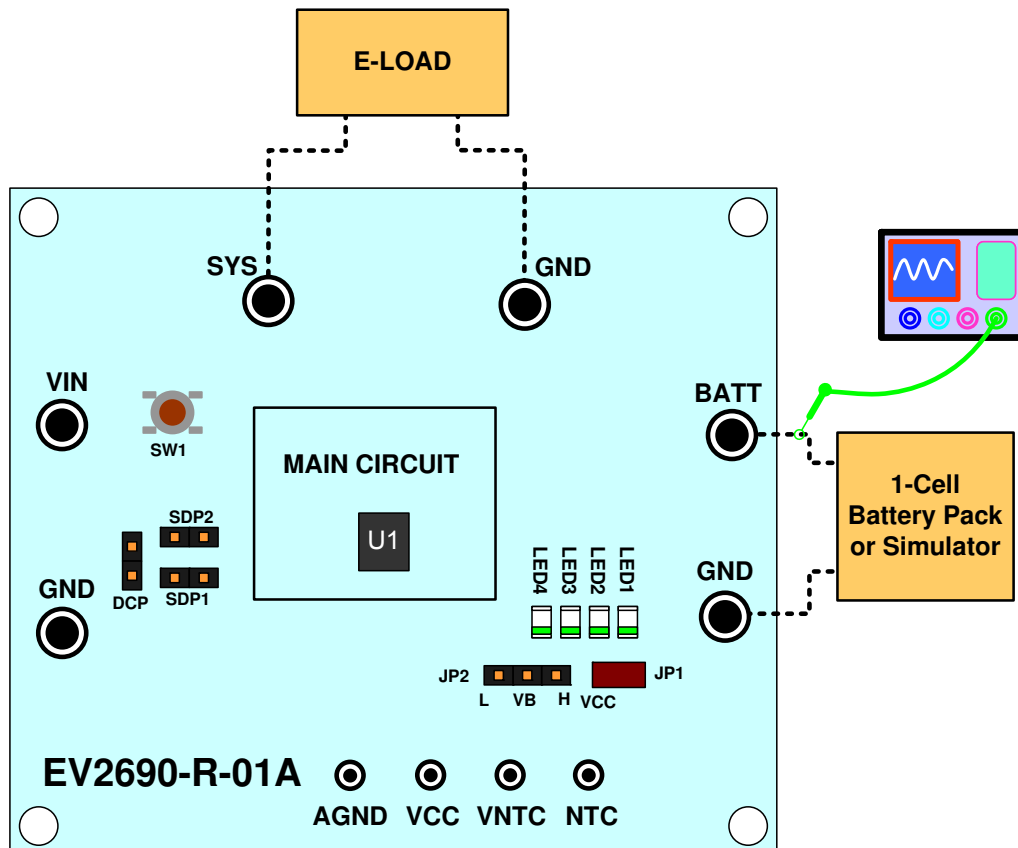 E-LOAD
SYS
GND
VIN
SW1
BATT
MAIN CIRCUIT
1-Cell
Battery Pack
or Simulator
U1
SDP2
SDP1
DCP
GND
LED4
LED3
LED2
LED1
GND
JP2
L
VB
H
VCC
JP1
EV2690-R-01A
AGND
VCC
VNTC
NTC